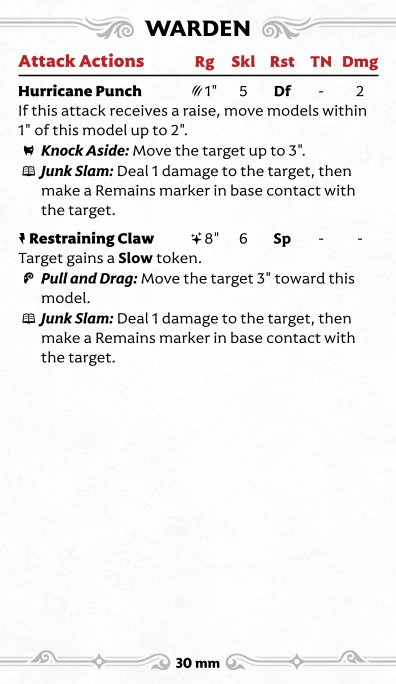 WARDEN
Attack Actions Rg Skl Rst TN Dmg
Hurricane Punch 1" 5 Df - 2
If this attack receives a raise, move models within
1" of this model up to 2".
Knock Aside: Move the target up to 3".
Junk Slam: Deal 1 damage to the target, then
make a Remains marker in base contact with
the target.
Restraining Claw 8" 6 Sp - -
Target gains a Slow token.
Pull and Drag: Move the target 3" toward this
model.
Junk Slam: Deal 1 damage to the target, then
make a Remains marker in base contact with
the target.
30 mm